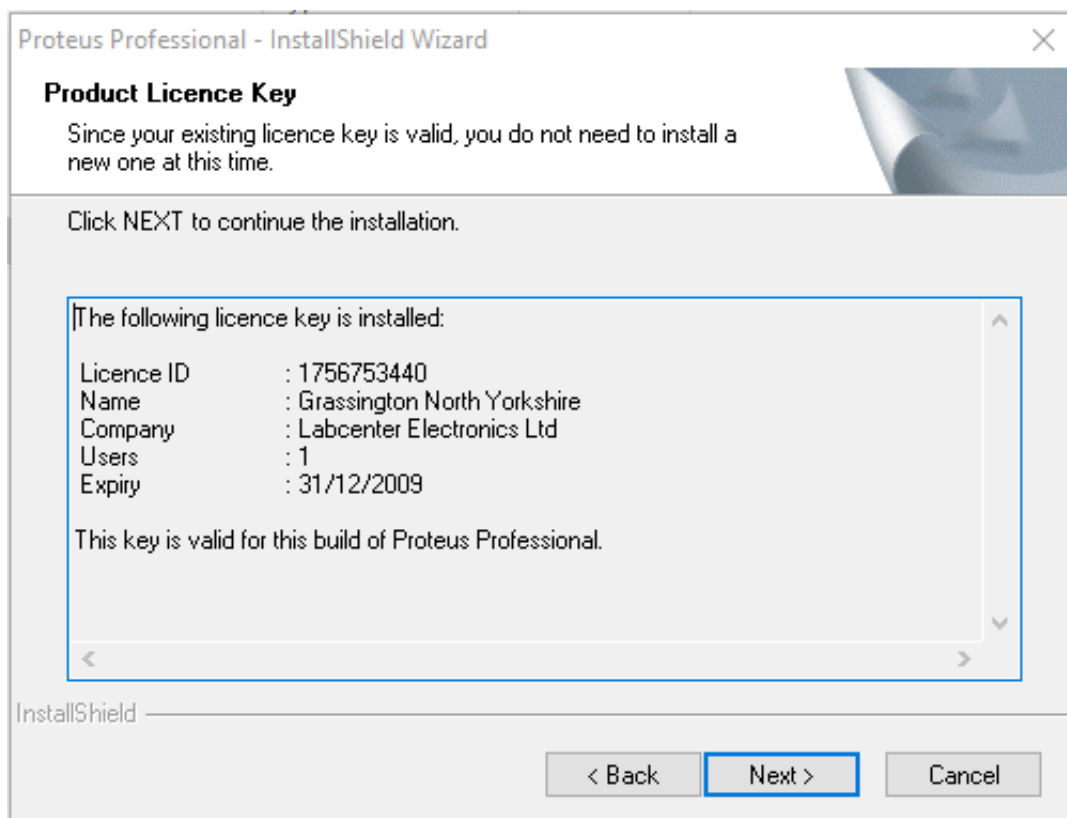 Proteus Professional - InstallShield Wizard
Product Licence Key
Since your existing licence key is valid, you do not need to install a
new one at this time.
Click NEXT to continue the installation.
The following licence key is installed:
Licence ID : 1756753440
Name : Grassington North Yorkshire
Company : Labcenter Electronics Ltd
Users : 1
Expiry : 31/12/2009
This key is valid for this build of Proteus Professional.
InstallShield
< Back Next > Cancel